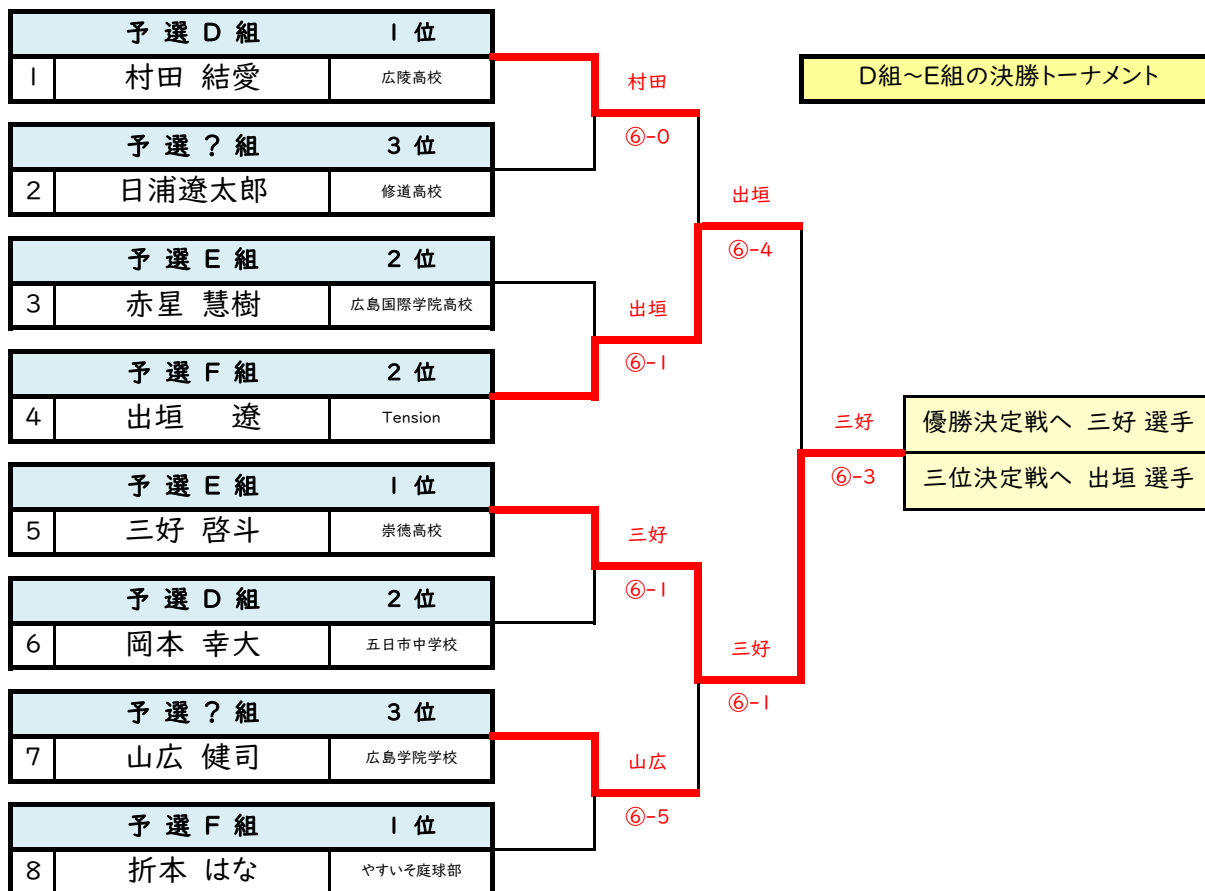 予選D組 1位
1 村田 結愛 広陵高校
予選?組 3位
2 日浦遼太郎 修道高校
予選E組 2位
3 赤星 慧樹 広島国際学院高校
予選F組 2位
4 出垣 遼 Tension
予選E組 1位
5 三好 啓斗 崇徳高校
予選D組 2位
6 岡本 幸大 五日市中学校
予選?組 3位
7 山広 健司 広島学院学校
予選F組 1位
8 折本 はな やすいそ庭球部
村田
⑥-0
出垣
⑥-1
三好
⑥-1
山広
⑥-5
出垣
⑥-4
三好
⑥-1
三好
⑥-3
D組~E組の決勝トーナメント
優勝決定戦へ 三好 選手
三位決定戦へ 出垣 選手